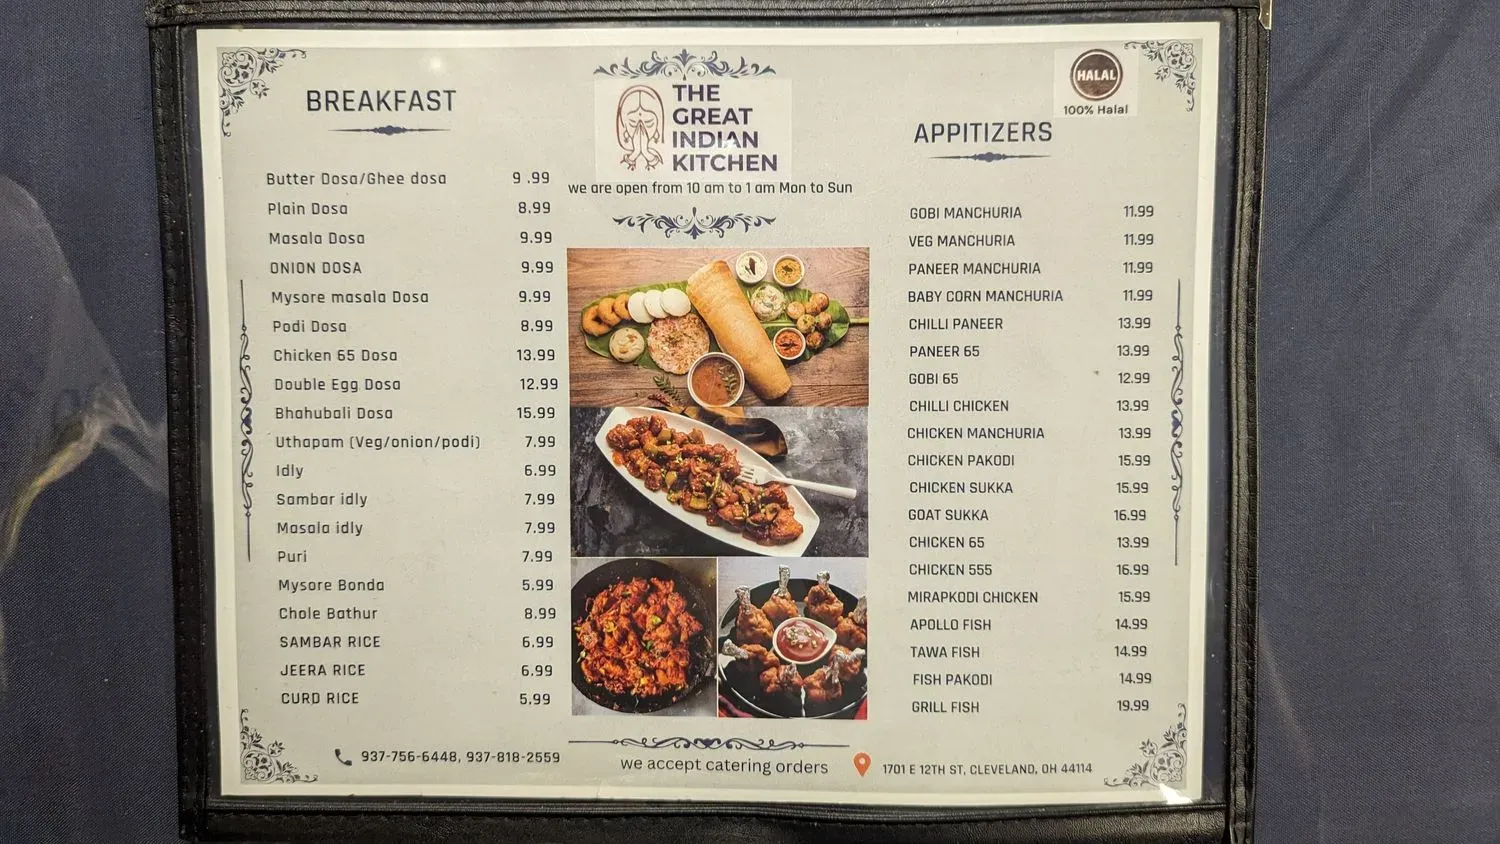 BREAKFAST
Butter Dosa/Ghee dosa 9 .99
Plain Dosa 8.99
Masala Dosa 9.99
ONION DOSA 9.99
Mysore masala Dosa 9.99
Podi Dosa 8.99
Chicken 65 Dosa 13.99
Double Egg Dosa 12.99
Bhahubali Dosa 15.99
Uthapam (Veg/onion/podi) 7.99
Idly 6.99
Sambar idly 7.99
Masala idly 7.99
Puri 7.99
Mysore Bonda 5.99
Chole Bathur 8.99
SAMBAR RICE 6.99
JEERA RICE 6.99
CURD RICE 5,99
937-756-6448, 937-818-2559
THE
GREAT
INDIAN
KITCHEN
we are open from 10 am to 1 am Mon to Sun
we accept catering orders
HALAL
100% Halal
APPITIZERS
GOBI MANCHURIA 11.99
VEG MANCHURIA 11.99
PANEER MANCHURIA 11.99
BABY CORN MANCHURIA 11.99
CHILLI PANEER 13.99
PANEER 65 13.99
GOBI 65 12.99
CHILLI CHICKEN 13.99
CHICKEN MANCHURIA 13.99
CHICKEN PAKODI 15.99
CHICKEN SUKKA 15.99
GOAT SUKKA 16.99
CHICKEN 65 13.99
CHICKEN 555 16.99
MIRAPKODI CHICKEN 15.99
APOLLO FISH 14.99
TAWA FISH 14.99
FISH PAKODI 14.99
GRILL FISH 19.99
1701 E 12TH ST, CLEVELAND, OH 44114